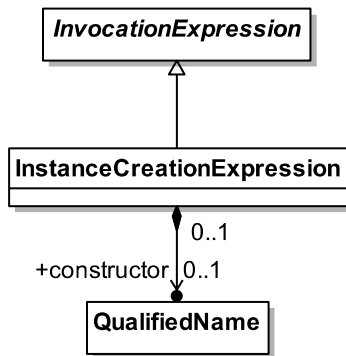 InvocationExpression
InstanceCreationExpression
0..1
+constructor 0..1
QualifiedName